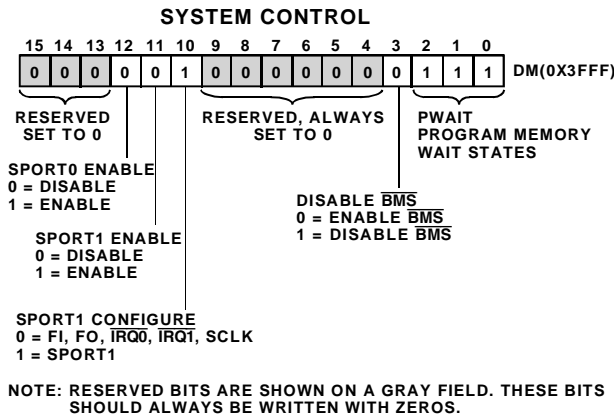 SYSTEM CONTROL
15 14 13 12 11 10 9 8 7 6 5 4 3 2 1 0
0 0 0 0 0 1 0 0 0 0 0 0 0 1 1 1 DM(0X3FFF)
RESERVED
SET TO 0
RESERVED, ALWAYS
SET TO 0
PWAIT
PROGRAM MEMORY
WAIT STATES
SPORT0 ENABLE
0 = DISABLE
1 = ENABLE
DISABLE BMS
0 = ENABLE BMS
1 = DISABLE BMS
SPORT1 ENABLE
0 = DISABLE
1 = ENABLE
SPORT1 CONFIGURE
0 = FI, FO, IRQ0, IRQ1, SCLK
1 = SPORT1
NOTE: RESERVED BITS ARE SHOWN ON A GRAY FIELD. THESE BITS
SHOULD ALWAYS BE WRITTEN WITH ZEROS.